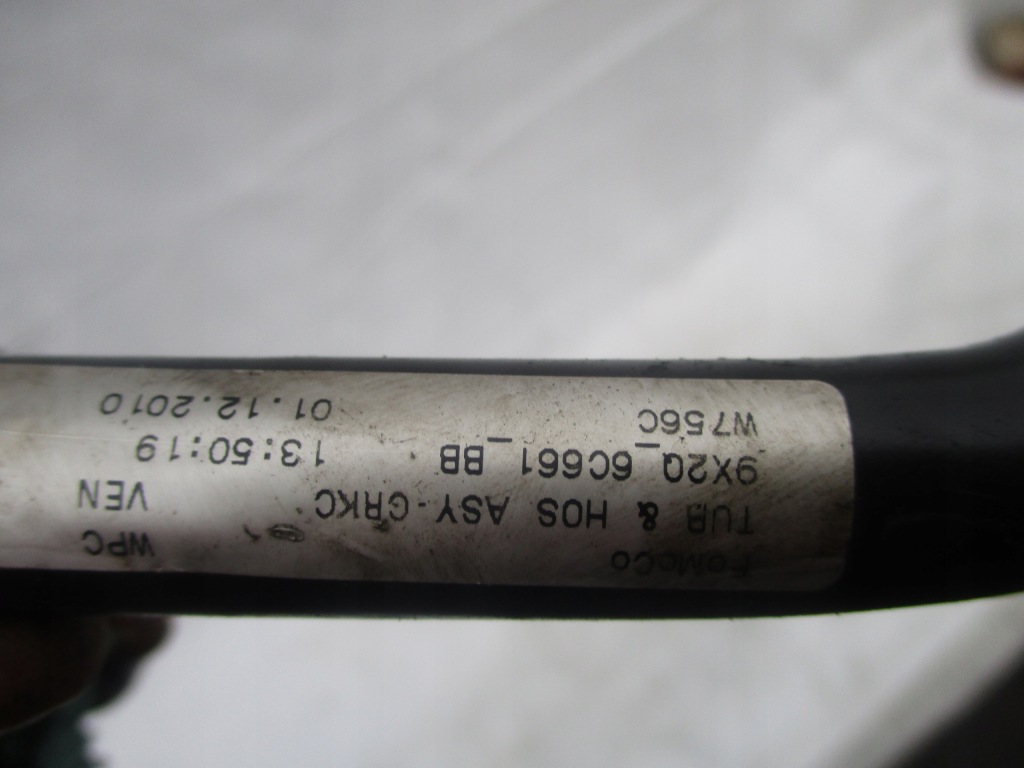 FoMoCo WPC
TUB & HOS ASY-CRKC VEN
9X2Q_6C661_BB 13:50:19
W756C 01.12.2010